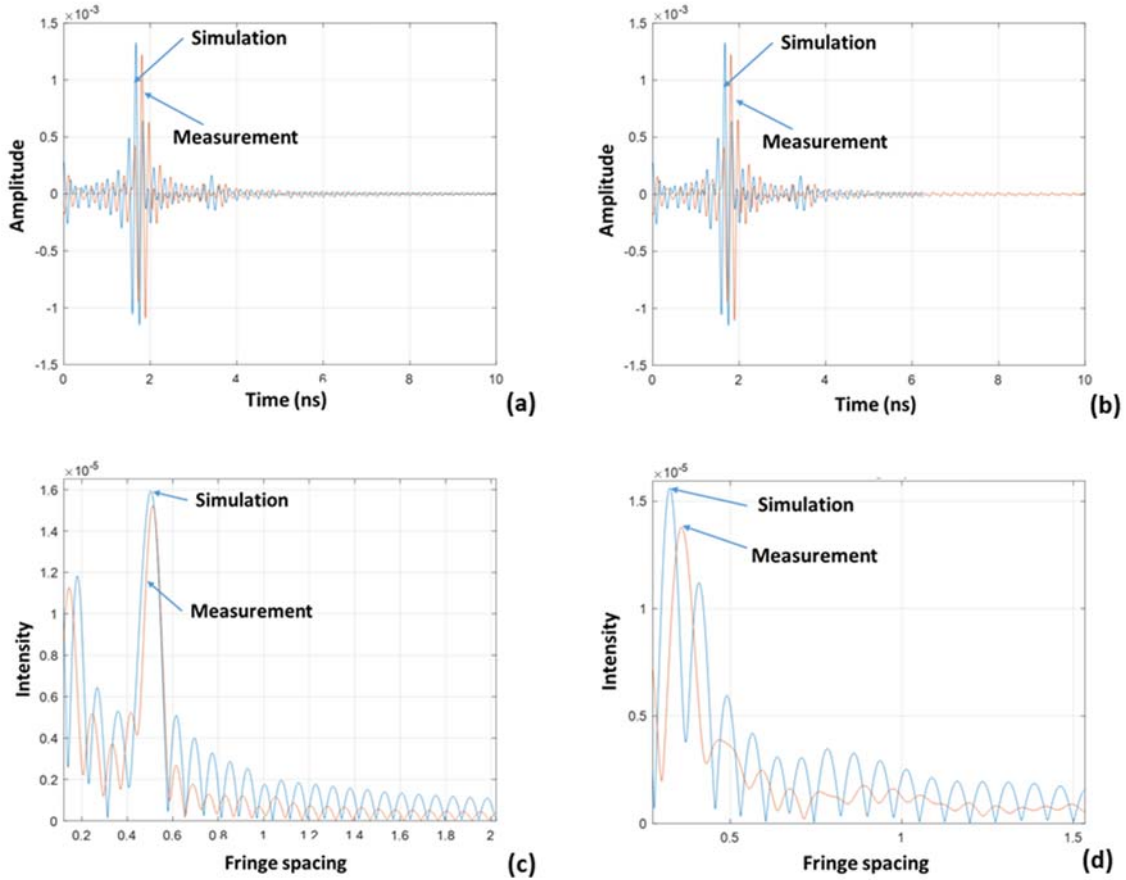 ×10⁻³
1.5
1
0.5
0
-0.5
-1
-1.5
0 2 4 6 8 10
Amplitude
Time (ns)
Simulation
Measurement
(a)
×10⁻³
1.5
1
0.5
0
-0.5
-1
-1.5
0 2 4 6 8 10
Amplitude
Time (ns)
Simulation
Measurement
(b)
×10⁻⁵
1.6
1.4
1.2
1
0.8
0.6
0.4
0.2
0
0.2 0.4 0.6 0.8 1 1.2 1.4 1.6 1.8 2
Intensity
Fringe spacing
Simulation
Measurement
(c)
×10⁻⁵
1.5
1
0.5
0
0.5 1 1.5
Intensity
Fringe spacing
Simulation
Measurement
(d)